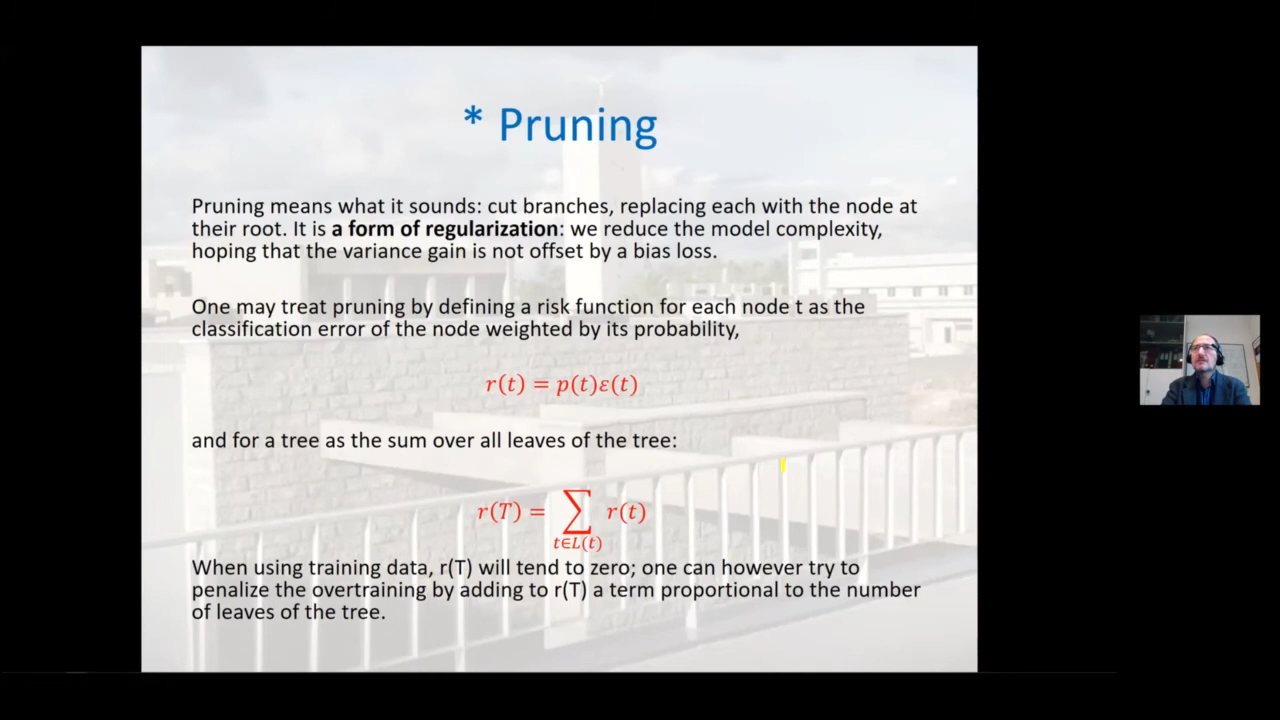 * Pruning
Pruning means what it sounds: cut branches, replacing each with the node at
their root. It is a form of regularization: we reduce the model complexity,
hoping that the variance gain is not offset by a bias loss.
One may treat pruning by defining a risk function for each node t as the
classification error of the node weighted by its probability,
r(t) = p(t)ε(t)
and for a tree as the sum over all leaves of the tree:
r(T) = ∑ r(t)
t∈L(t)
When using training data, r(T) will tend to zero; one can however try to
penalize the overtraining by adding to r(T) a term proportional to the number
of leaves of the tree.